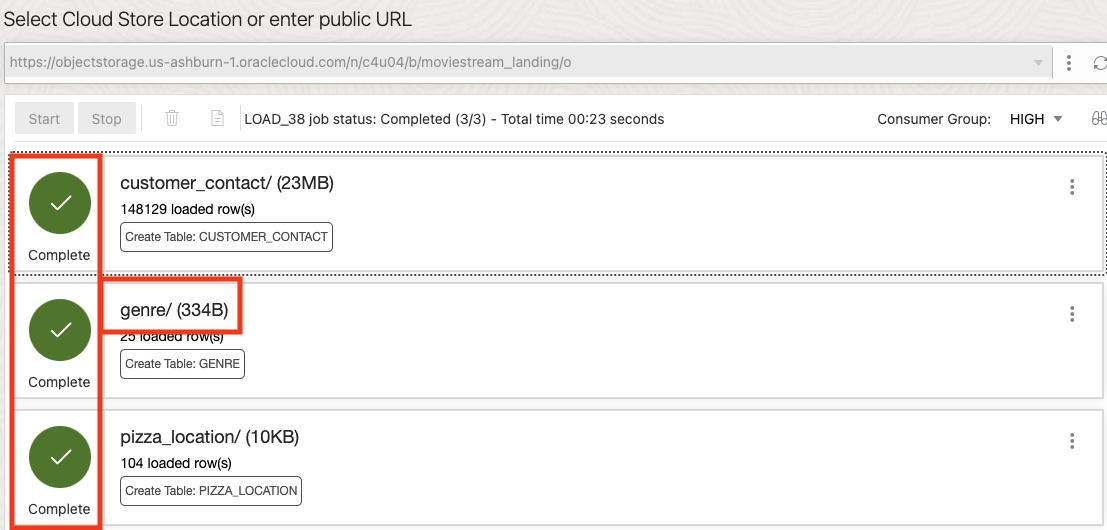 Select Cloud Store Location or enter public URL
https://objectstorage.us-ashburn-1.oraclecloud.com/n/c4u04/b/moviestream_landing/o
Start Stop LOAD_38 job status: Completed (3/3) - Total time 00:23 seconds Consumer Group: HIGH
customer_contact/ (23MB)
148129 loaded row(s)
Create Table: CUSTOMER_CONTACT
Complete
genre/ (334B)
25 loaded row(s)
Create Table: GENRE
Complete
pizza_location/ (10KB)
104 loaded row(s)
Create Table: PIZZA_LOCATION
Complete